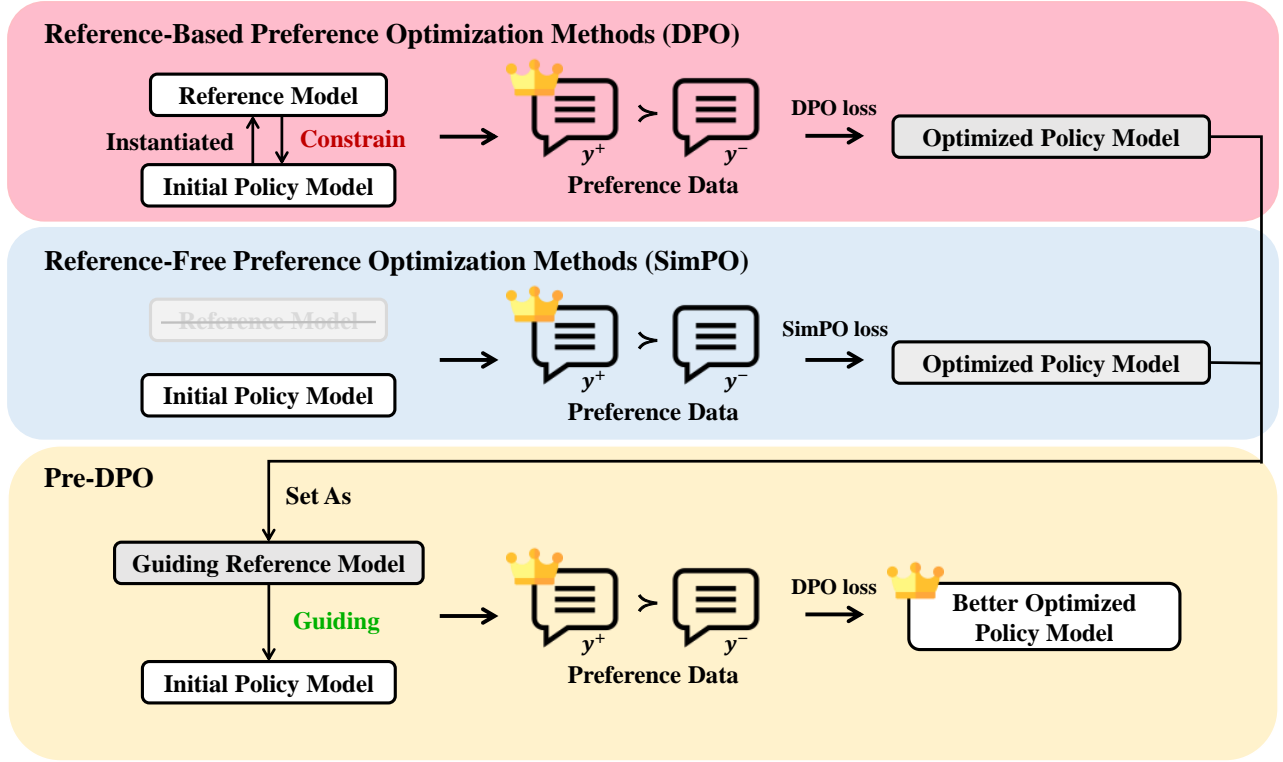 Reference-Based Preference Optimization Methods (DPO)
Reference Model
Instantiated
Constrain
Initial Policy Model
≻
y⁺
y⁻
Preference Data
DPO loss
Optimized Policy Model
Reference-Free Preference Optimization Methods (SimPO)
Reference Model
Initial Policy Model
≻
y⁺
y⁻
Preference Data
SimPO loss
Optimized Policy Model
Pre-DPO
Set As
Guiding Reference Model
Guiding
Initial Policy Model
≻
y⁺
y⁻
Preference Data
DPO loss
Better Optimized
Policy Model